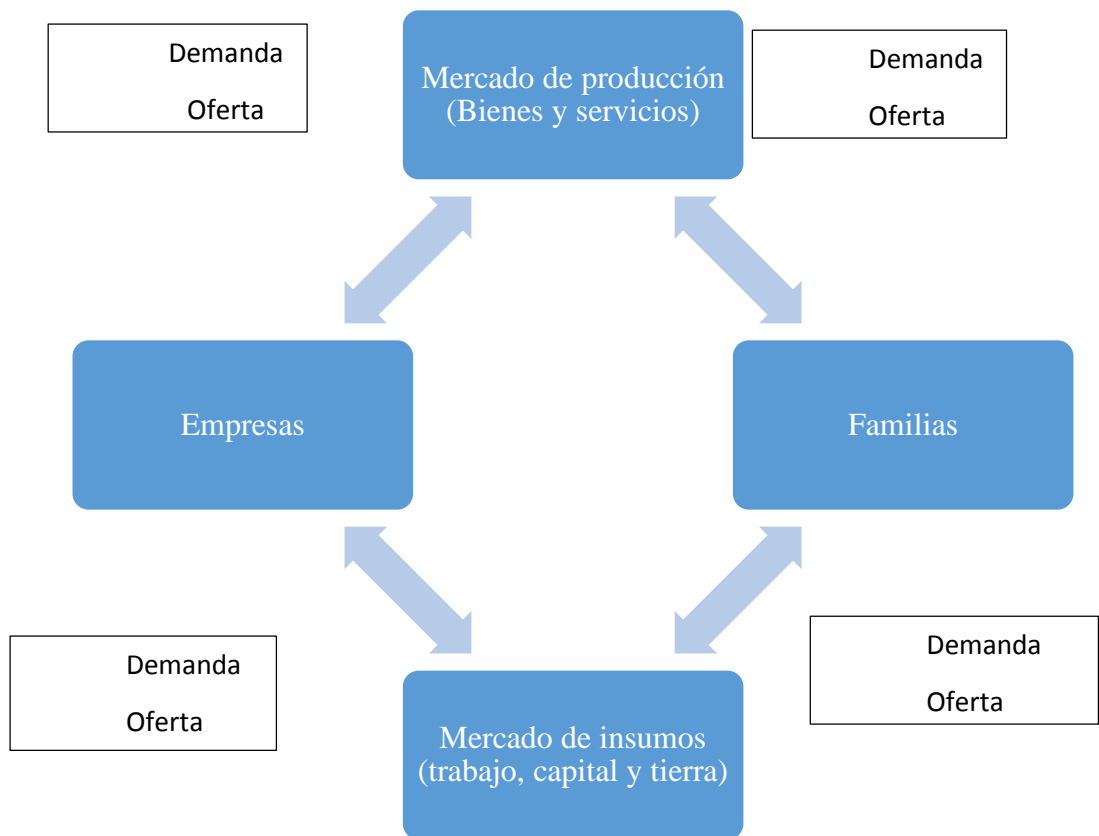 Demanda
Oferta
Mercado de producción
(Bienes y servicios)
Demanda
Oferta
Empresas
Familias
Demanda
Oferta
Demanda
Oferta
Mercado de insumos
(trabajo, capital y tierra)